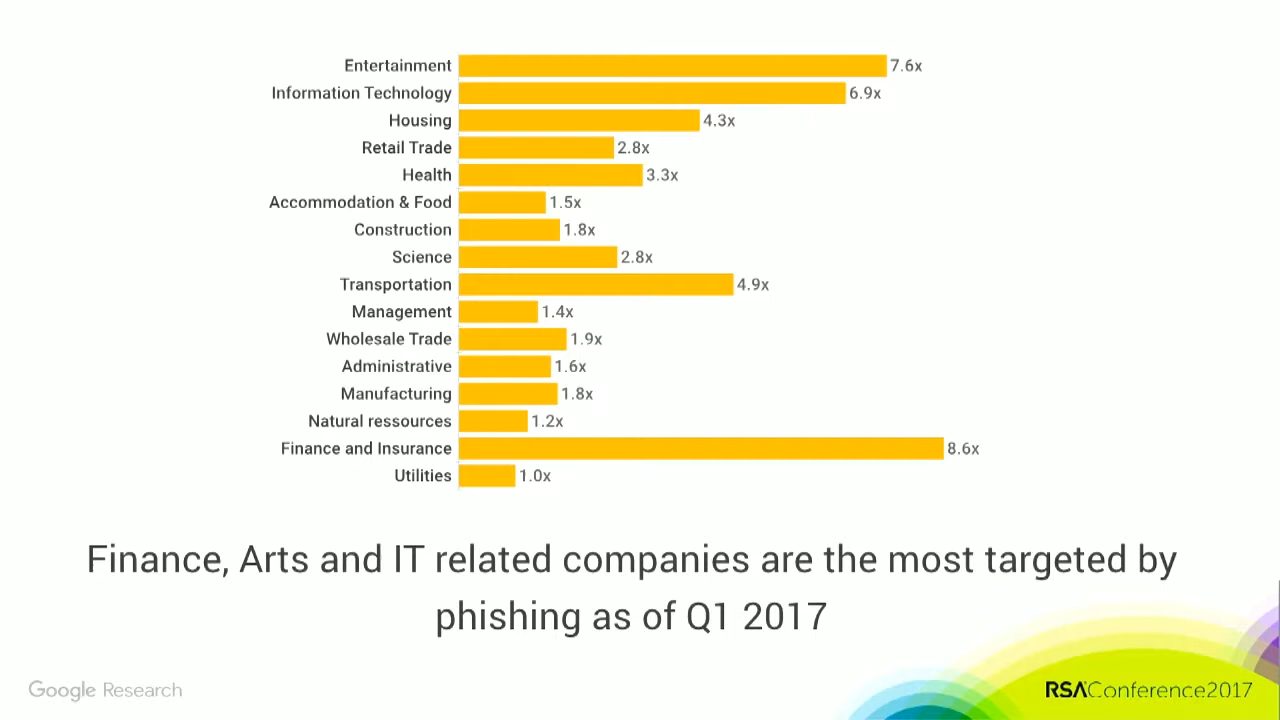 Entertainment 7.6x
Information Technology 6.9x
Housing 4.3x
Retail Trade 2.8x
Health 3.3x
Accommodation & Food 1.5x
Construction 1.8x
Science 2.8x
Transportation 4.9x
Management 1.4x
Wholesale Trade 1.9x
Administrative 1.6x
Manufacturing 1.8x
Natural ressources 1.2x
Finance and Insurance 8.6x
Utilities 1.0x
Finance, Arts and IT related companies are the most targeted by
phishing as of Q1 2017
Google Research
RSAConference2017